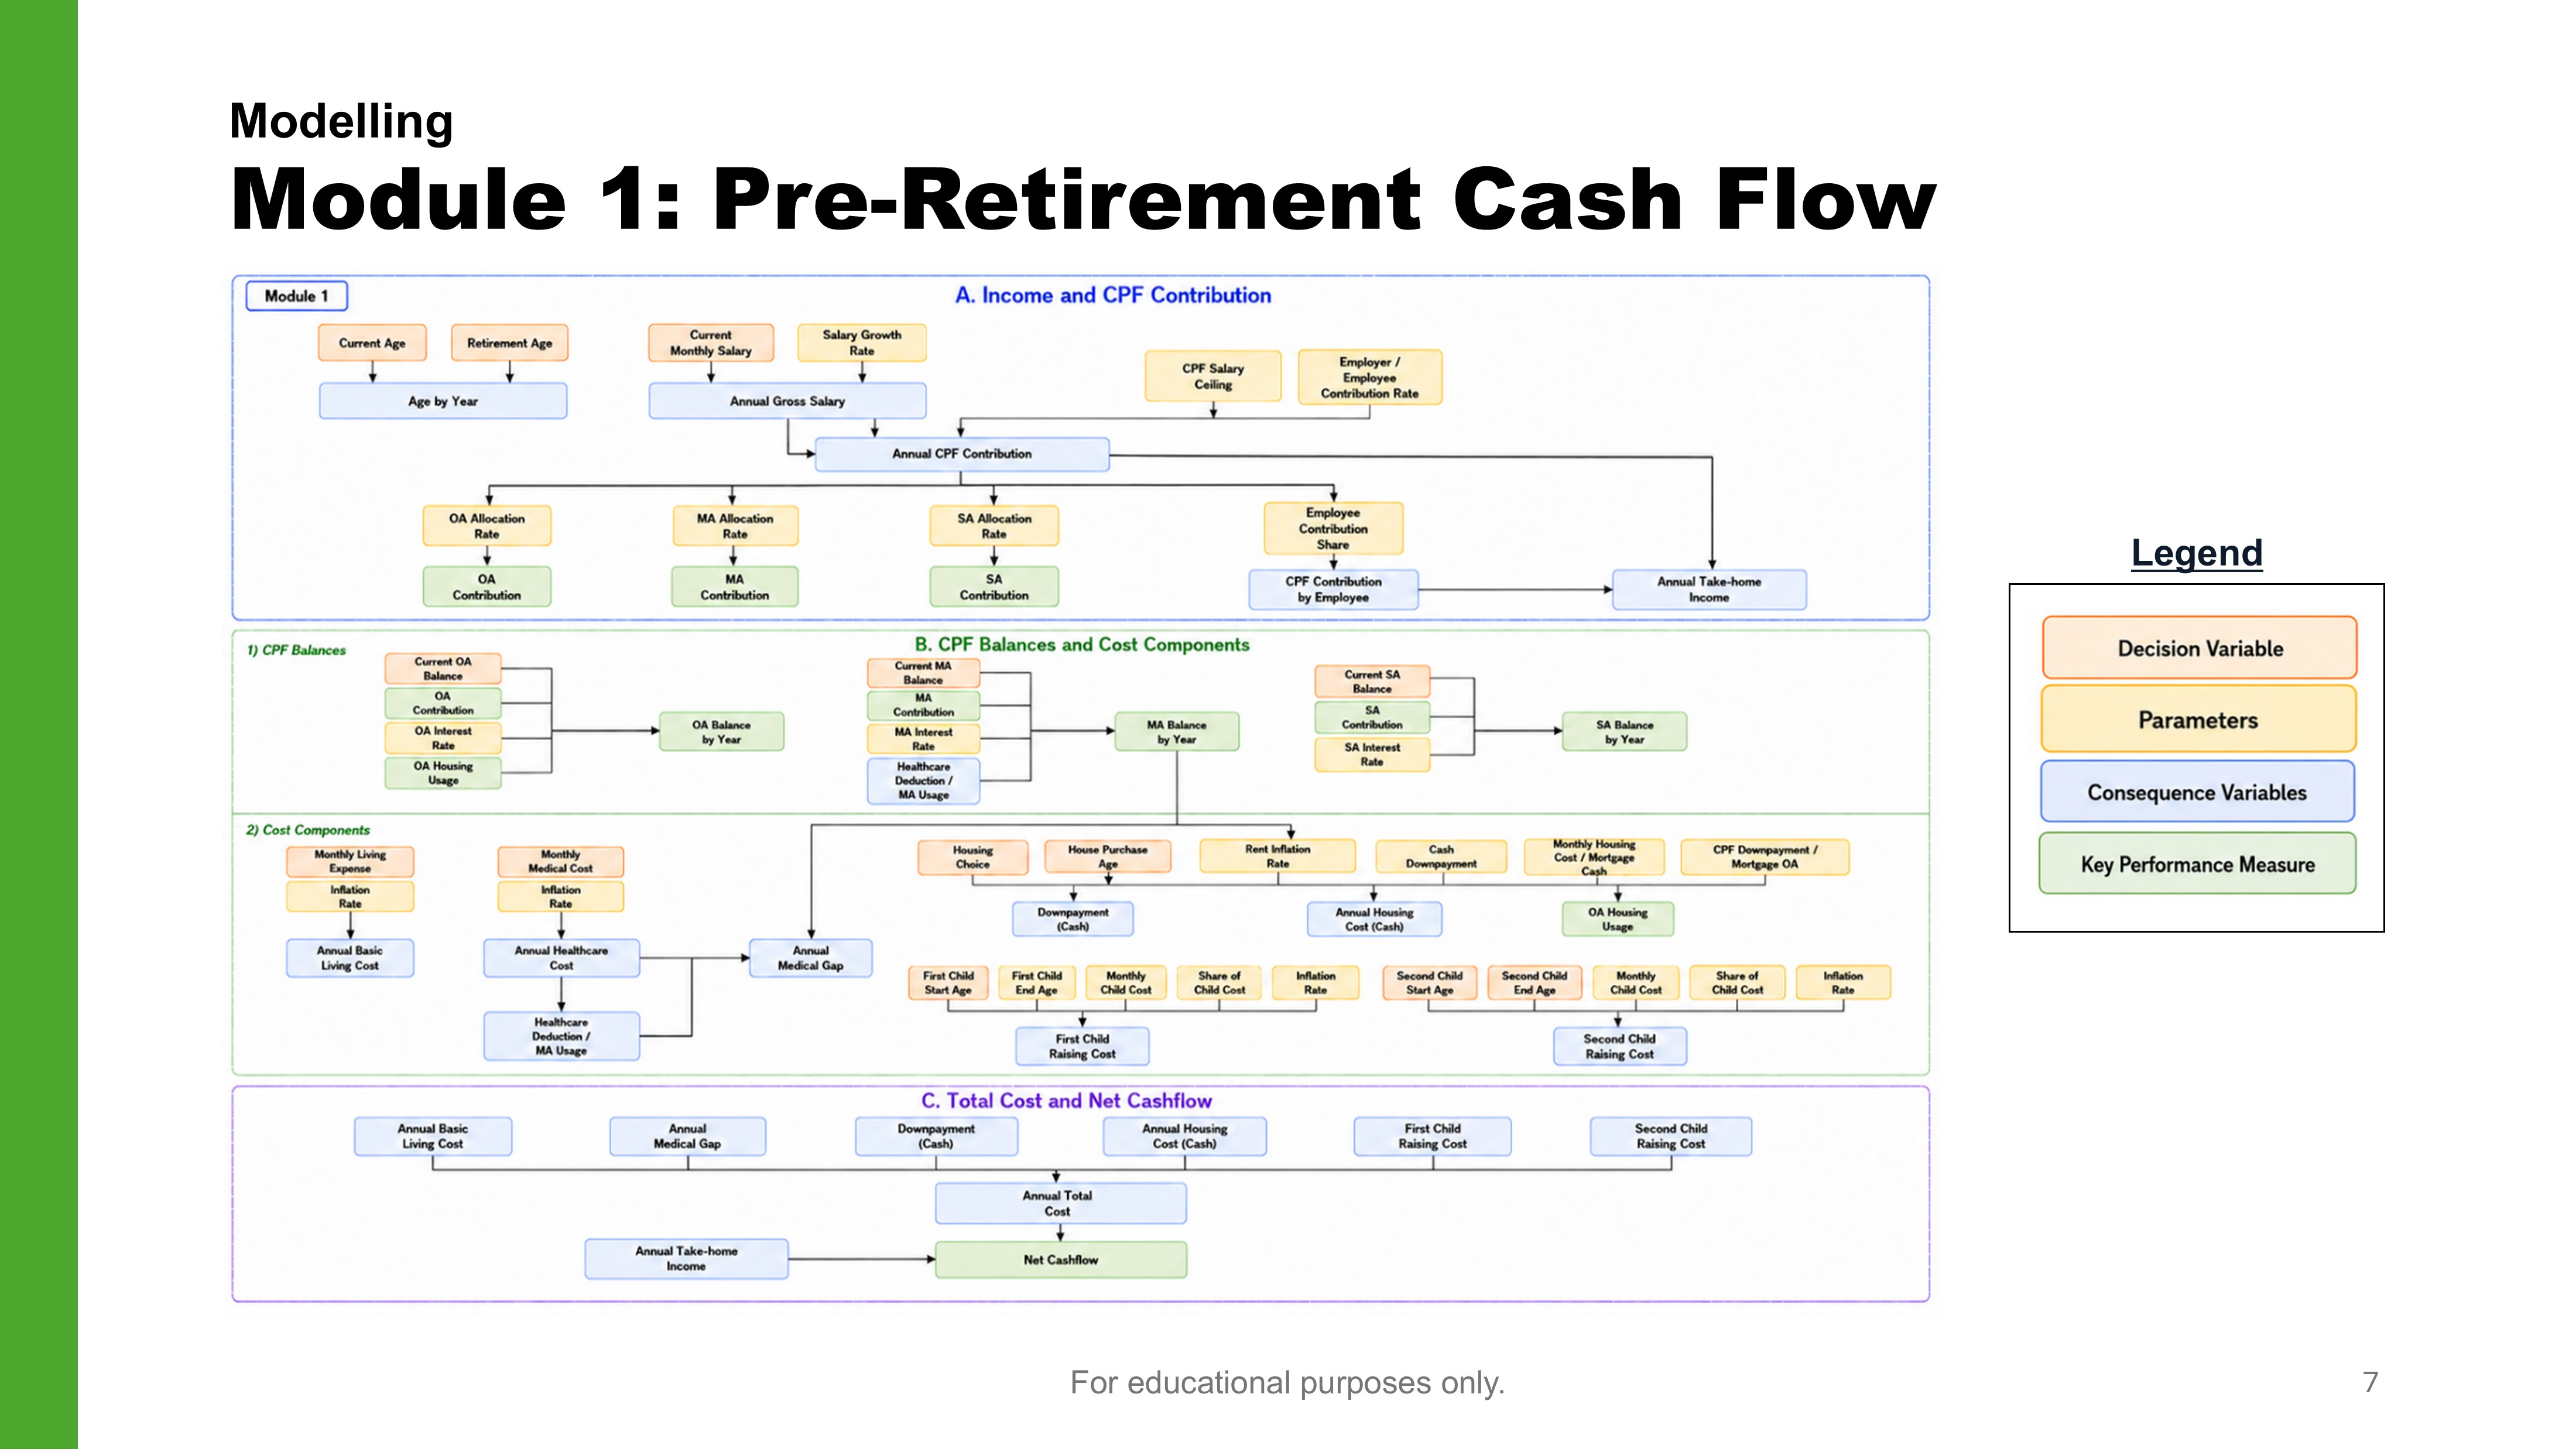 Modelling
Module 1: Pre-Retirement Cash Flow
Module 1
A. Income and CPF Contribution
Current Age
Retirement Age
Current
Monthly Salary
Salary Growth
Rate
CPF Salary
Ceiling
Employer /
Employee
Contribution Rate
Age by Year
Annual Gross Salary
Annual CPF Contribution
OA Allocation
Rate
MA Allocation
Rate
SA Allocation
Rate
Employee
Contribution
Share
OA
Contribution
MA
Contribution
SA
Contribution
CPF Contribution
by Employee
Annual Take-home
Income
B. CPF Balances and Cost Components
1) CPF Balances
Current OA
Balance
OA
Contribution
OA Interest
Rate
OA Housing
Usage
OA Balance
by Year
Current MA
Balance
MA
Contribution
MA Interest
Rate
Healthcare
Deduction /
MA Usage
MA Balance
by Year
Current SA
Balance
SA
Contribution
SA Interest
Rate
SA Balance
by Year
2) Cost Components
Monthly Living
Expense
Inflation
Rate
Annual Basic
Living Cost
Monthly
Medical Cost
Inflation
Rate
Annual Healthcare
Cost
Healthcare
Deduction /
MA Usage
Annual
Medical Gap
Housing
Choice
House Purchase
Age
Rent Inflation
Rate
Cash
Downpayment
Monthly Housing
Cost / Mortgage
Cash
CPF Downpayment /
Mortgage OA
Downpayment
(Cash)
Annual Housing
Cost (Cash)
OA Housing
Usage
First Child
Start Age
First Child
End Age
Monthly
Child Cost
Share of
Child Cost
Inflation
Rate
Second Child
Start Age
Second Child
End Age
Monthly
Child Cost
Share of
Child Cost
Inflation
Rate
First Child
Raising Cost
Second Child
Raising Cost
C. Total Cost and Net Cashflow
Annual Basic
Living Cost
Annual
Medical Gap
Downpayment
(Cash)
Annual Housing
Cost (Cash)
First Child
Raising Cost
Second Child
Raising Cost
Annual Total
Cost
Annual Take-home
Income
Net Cashflow
Legend
Decision Variable
Parameters
Consequence Variables
Key Performance Measure
For educational purposes only.
7